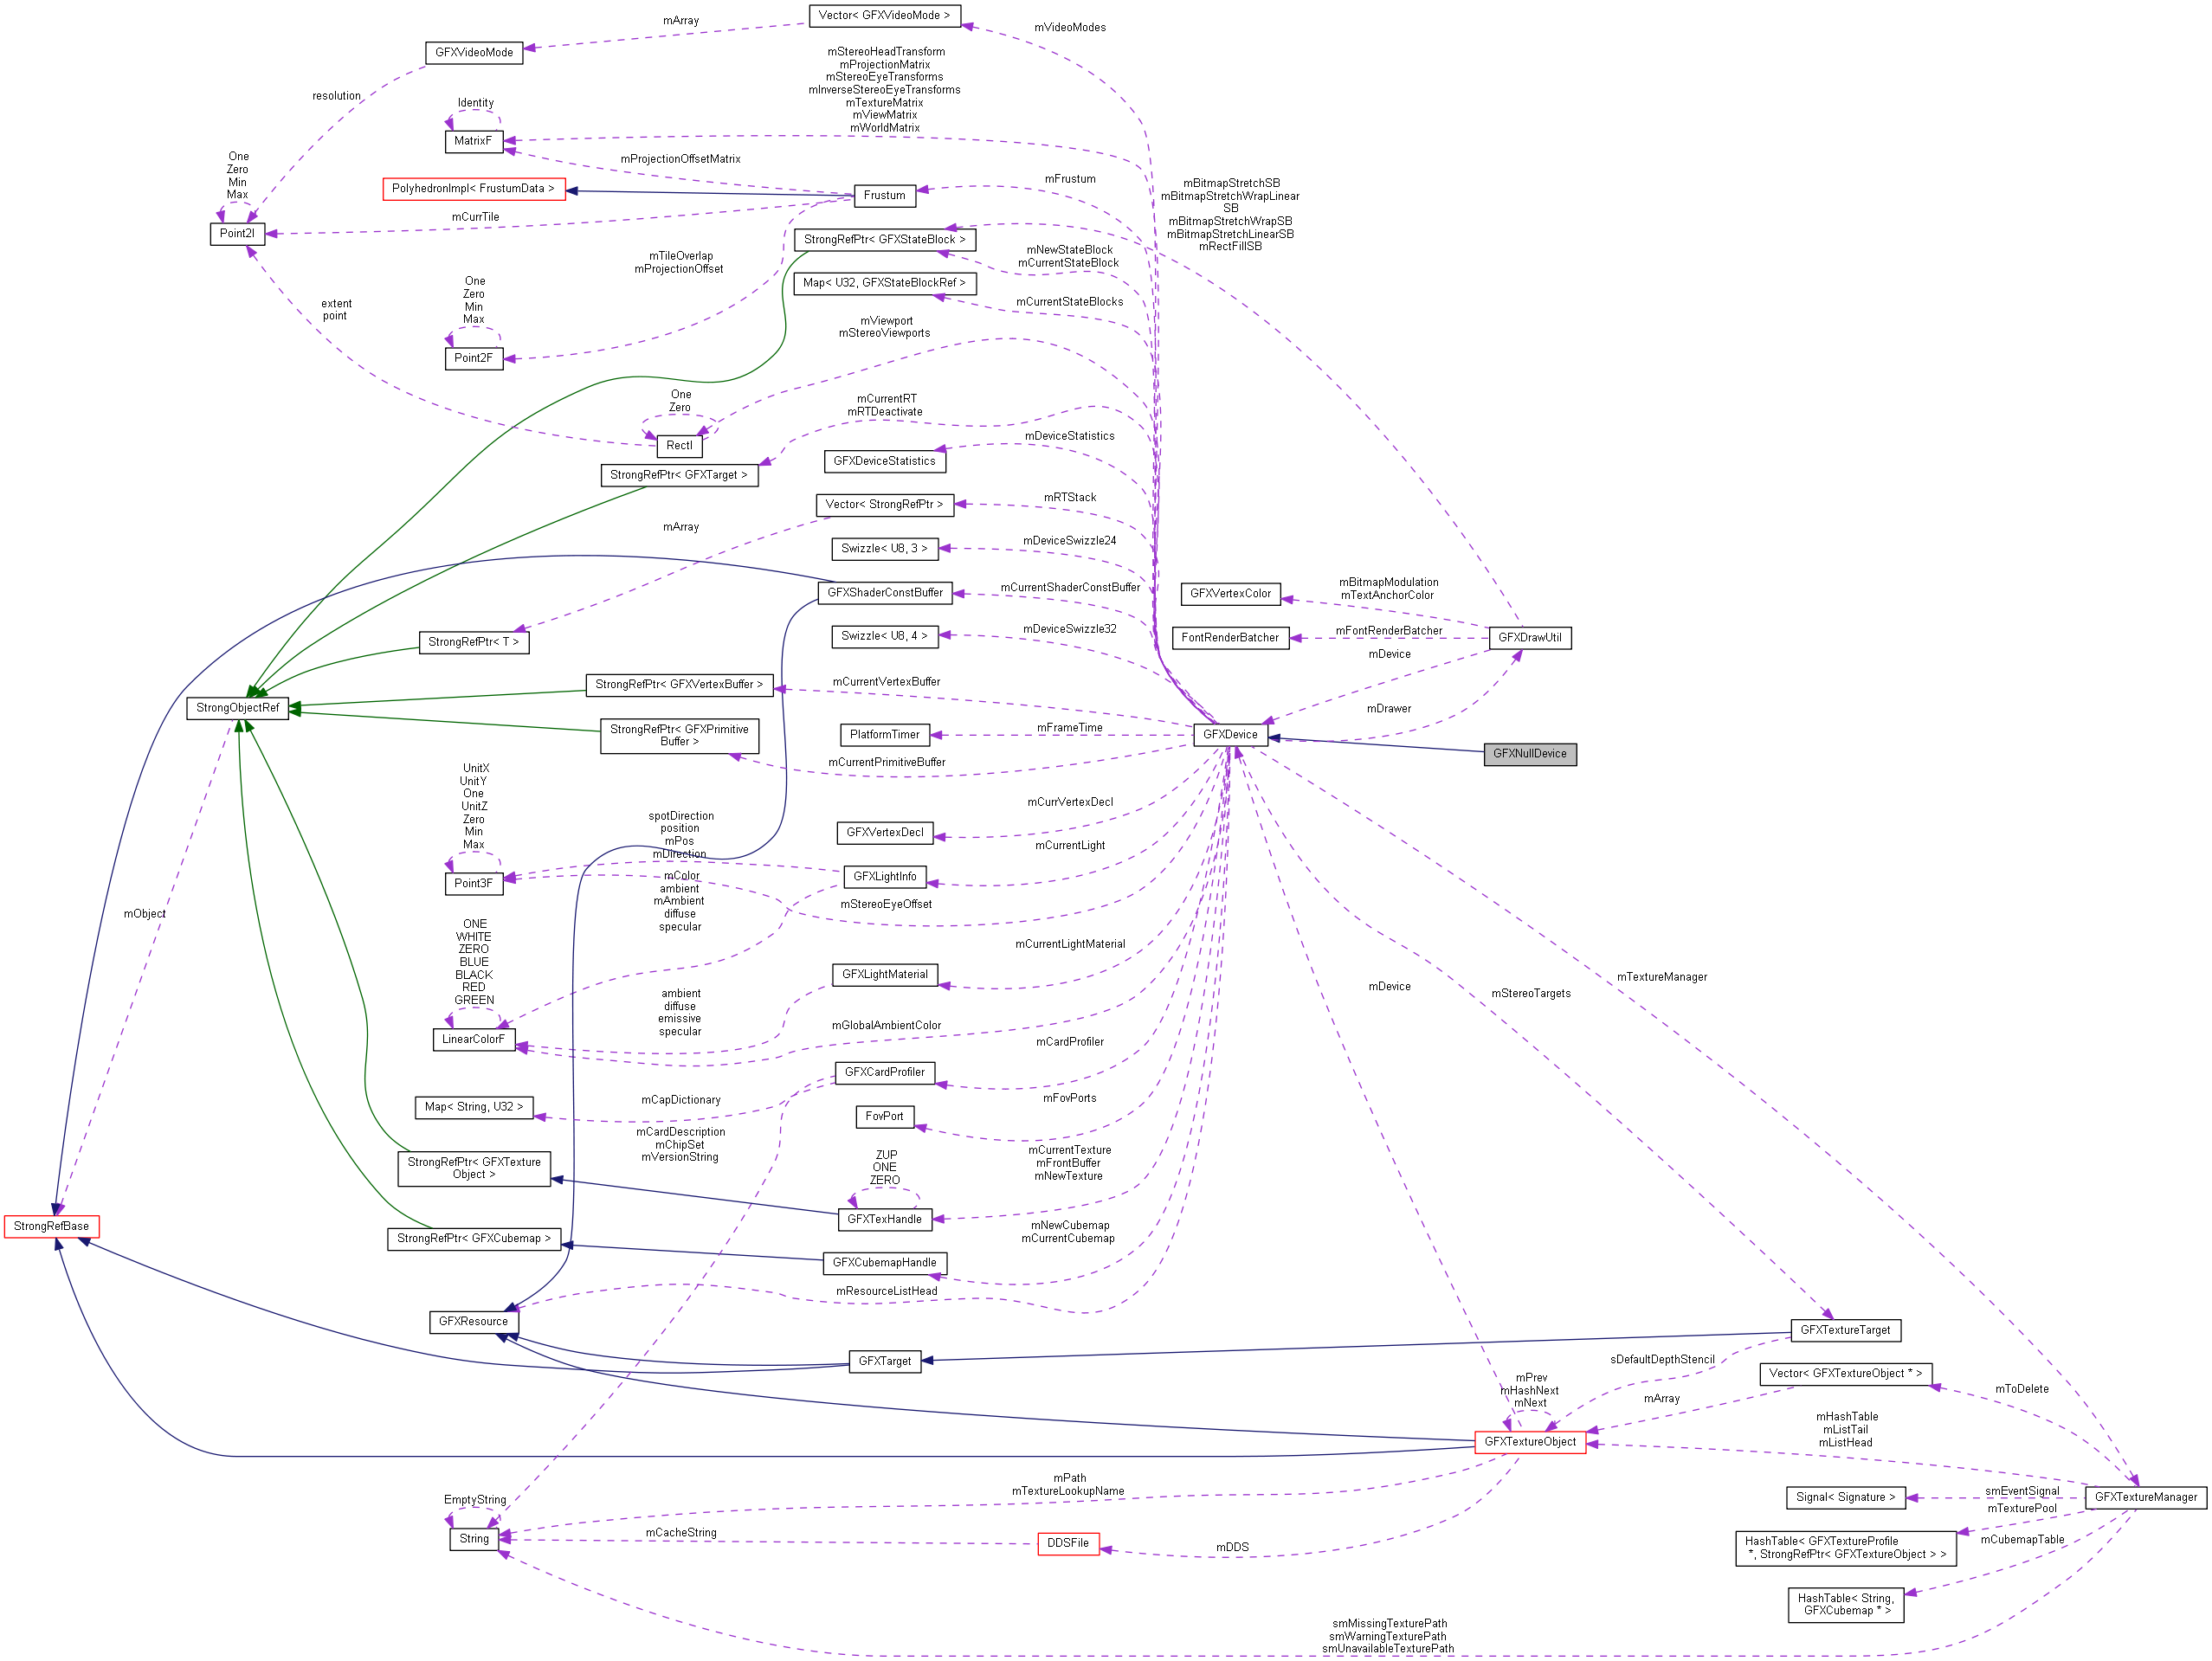 Vector< GFXVideoMode >
mArray
mVideoModes
GFXVideoMode
mStereoHeadTransform
mProjectionMatrix
mStereoEyeTransforms
mInverseStereoEyeTransforms
mTextureMatrix
mViewMatrix
mWorldMatrix
resolution
Identity
MatrixF
mProjectionOffsetMatrix
One
Zero
Min
Max
PolyhedronImpl< FrustumData >
Frustum
mFrustum
mBitmapStretchSB
mBitmapStretchWrapLinear
SB
mBitmapStretchWrapSB
mBitmapStretchLinearSB
mRectFillSB
mCurrTile
Point2I
StrongRefPtr< GFXStateBlock >
mNewStateBlock
mCurrentStateBlock
mTileOverlap
mProjectionOffset
Map< U32, GFXStateBlockRef >
mCurrentStateBlocks
One
Zero
Min
Max
extent
point
mViewport
mStereoViewports
Point2F
One
Zero
mCurrentRT
mRTDeactivate
RectI
mDeviceStatistics
GFXDeviceStatistics
StrongRefPtr< GFXTarget >
Vector< StrongRefPtr >
mRTStack
mArray
Swizzle< U8, 3 >
mDeviceSwizzle24
GFXShaderConstBuffer
mCurrentShaderConstBuffer
GFXVertexColor
mBitmapModulation
mTextAnchorColor
Swizzle< U8, 4 >
mDeviceSwizzle32
FontRenderBatcher
mFontRenderBatcher
GFXDrawUtil
StrongRefPtr< T >
mDevice
StrongRefPtr< GFXVertexBuffer >
mCurrentVertexBuffer
StrongObjectRef
mDrawer
StrongRefPtr< GFXPrimitive
Buffer >
PlatformTimer
mFrameTime
GFXDevice
GFXNullDevice
mCurrentPrimitiveBuffer
UnitX
UnitY
One
UnitZ
Zero
Min
Max
mCurrVertexDecl
GFXVertexDecl
spotDirection
position
mPos
mDirection
mCurrentLight
Point3F
GFXLightInfo
mColor
ambient
mAmbient
diffuse
specular
mStereoEyeOffset
mObject
ONE
WHITE
ZERO
BLUE
BLACK
RED
GREEN
mCurrentLightMaterial
GFXLightMaterial
mTextureManager
mDevice
mStereoTargets
ambient
diffuse
emissive
specular
mGlobalAmbientColor
LinearColorF
mCardProfiler
GFXCardProfiler
Map< String, U32 >
mCapDictionary
mFovPorts
FovPort
mCardDescription
mChipSet
mVersionString
mCurrentTexture
mFrontBuffer
mNewTexture
ZUP
ONE
ZERO
StrongRefPtr< GFXTexture
Object >
GFXTexHandle
StrongRefBase
StrongRefPtr< GFXCubemap >
mNewCubemap
mCurrentCubemap
GFXCubemapHandle
mResourceListHead
GFXResource
GFXTextureTarget
GFXTarget
sDefaultDepthStencil
Vector< GFXTextureObject * >
mPrev
mHashNext
mNext
mArray
mToDelete
mHashTable
mListTail
mListHead
GFXTextureObject
mPath
mTextureLookupName
EmptyString
Signal< Signature >
smEventSignal
GFXTextureManager
mTexturePool
String
mCacheString
DDSFile
mDDS
HashTable< GFXTextureProfile
*, StrongRefPtr< GFXTextureObject > >
mCubemapTable
HashTable< String,
GFXCubemap * >
smMissingTexturePath
smWarningTexturePath
smUnavailableTexturePath